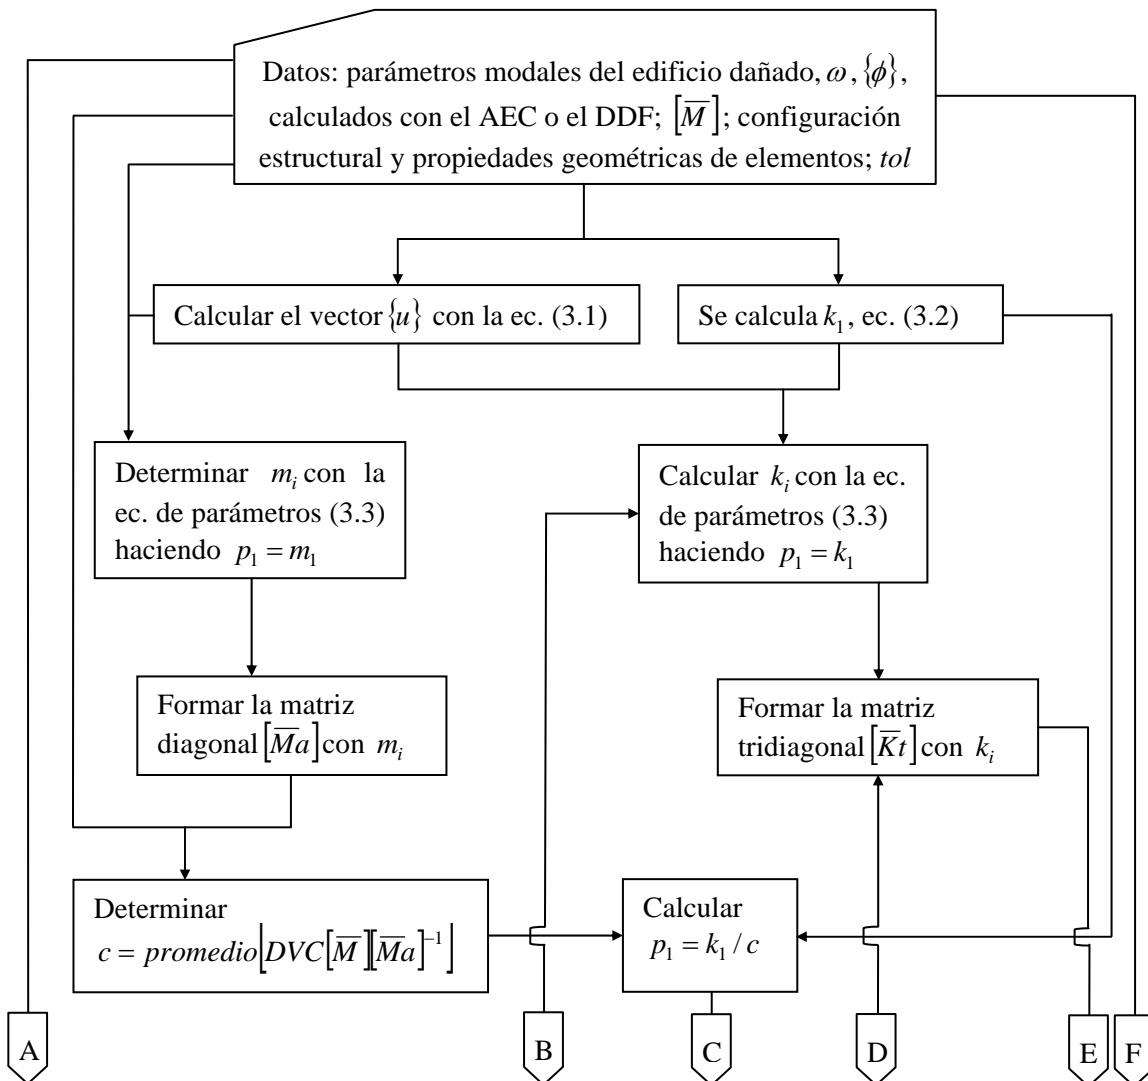 Datos: parámetros modales del edificio dañado, ω, {ϕ},
calculados con el AEC o el DDF; [M̅]; configuración
estructural y propiedades geométricas de elementos; tol
Calcular el vector {u} con la ec. (3.1)
Se calcula k₁, ec. (3.2)
Determinar mᵢ con la
ec. de parámetros (3.3)
haciendo p₁ = m₁
Calcular kᵢ con la ec.
de parámetros (3.3)
haciendo p₁ = k₁
Formar la matriz
diagonal [M̅a] con mᵢ
Formar la matriz
tridiagonal [K̅t] con kᵢ
Determinar
c = promedio⌊DVC[M̅][M̅a]⁻¹⌋
Calcular
p₁ = k₁ / c
A
B
C
D
E
F